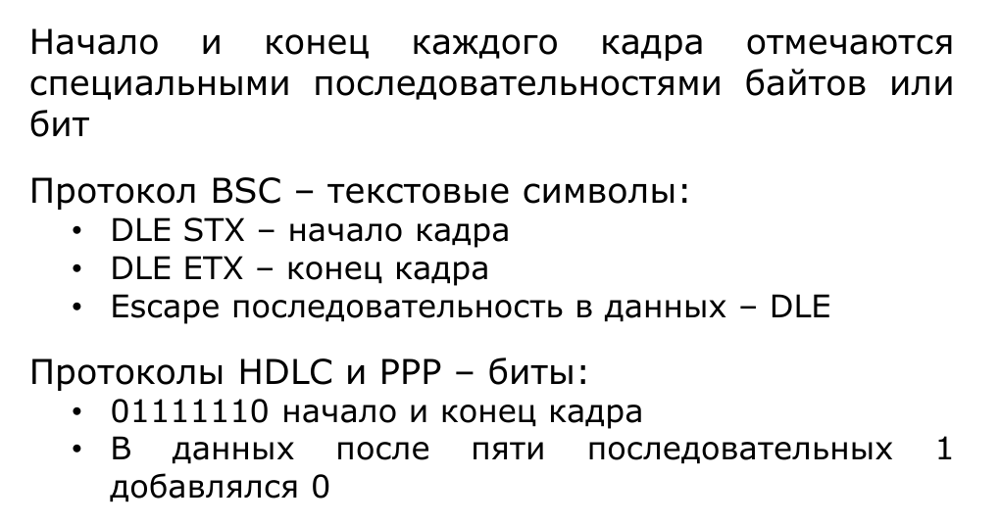 Начало и конец каждого кадра отмечаются
специальными последовательностями байтов или
бит
Протокол BSC – текстовые символы:
• DLE STX – начало кадра
• DLE ETX – конец кадра
• Escape последовательность в данных – DLE
Протоколы HDLC и PPP – биты:
• 01111110 начало и конец кадра
• В данных после пяти последовательных 1
добавлялся 0